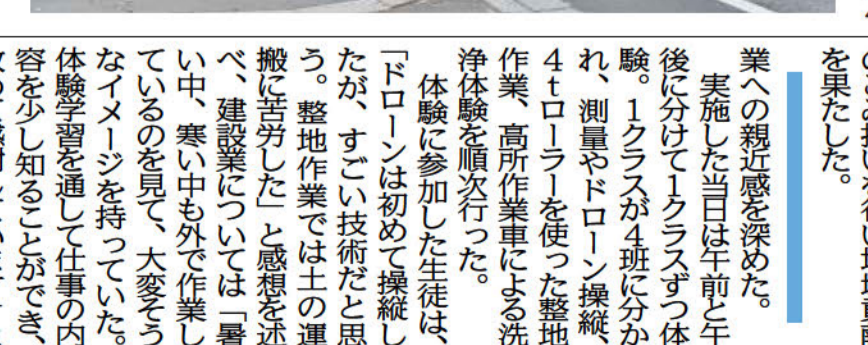 を果たした。
業への親近感を深めた。
実施した当日は午前と午
後に分けて1クラスずつ体
験。1クラスが4班に分か
れ、測量やドローン操縦、
4tローラーを使った整地
作業、高所作業車による洗
浄体験を順次行った。
体験に参加した生徒は、
「ドローンは初めて操縦し
たが、すごい技術だと思
う。整地作業では土の運
搬に苦労した」と感想を述
べ、建設業については「暑
い中、寒い中も外で作業し
ているのを見て、大変そう
なイメージを持っていた。
体験学習を通して仕事の内
容を少し知ることができ、